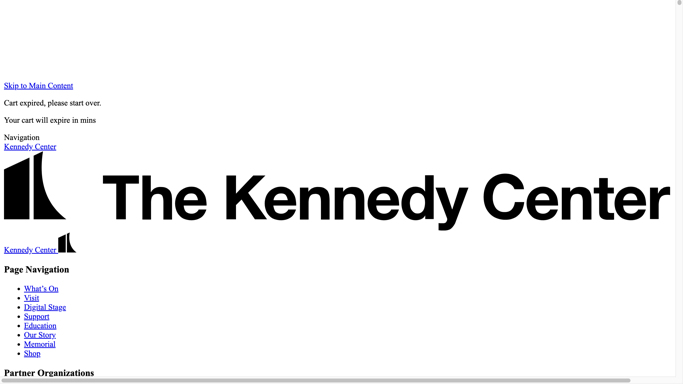 Skip to Main Content
Cart expired, please start over.
Your cart will expire in mins
Navigation
Kennedy Center
The Kennedy Center
Kennedy Center
Page Navigation
What's On
Visit
Digital Stage
Support
Education
Our Story
Memorial
Shop
Partner Organizations